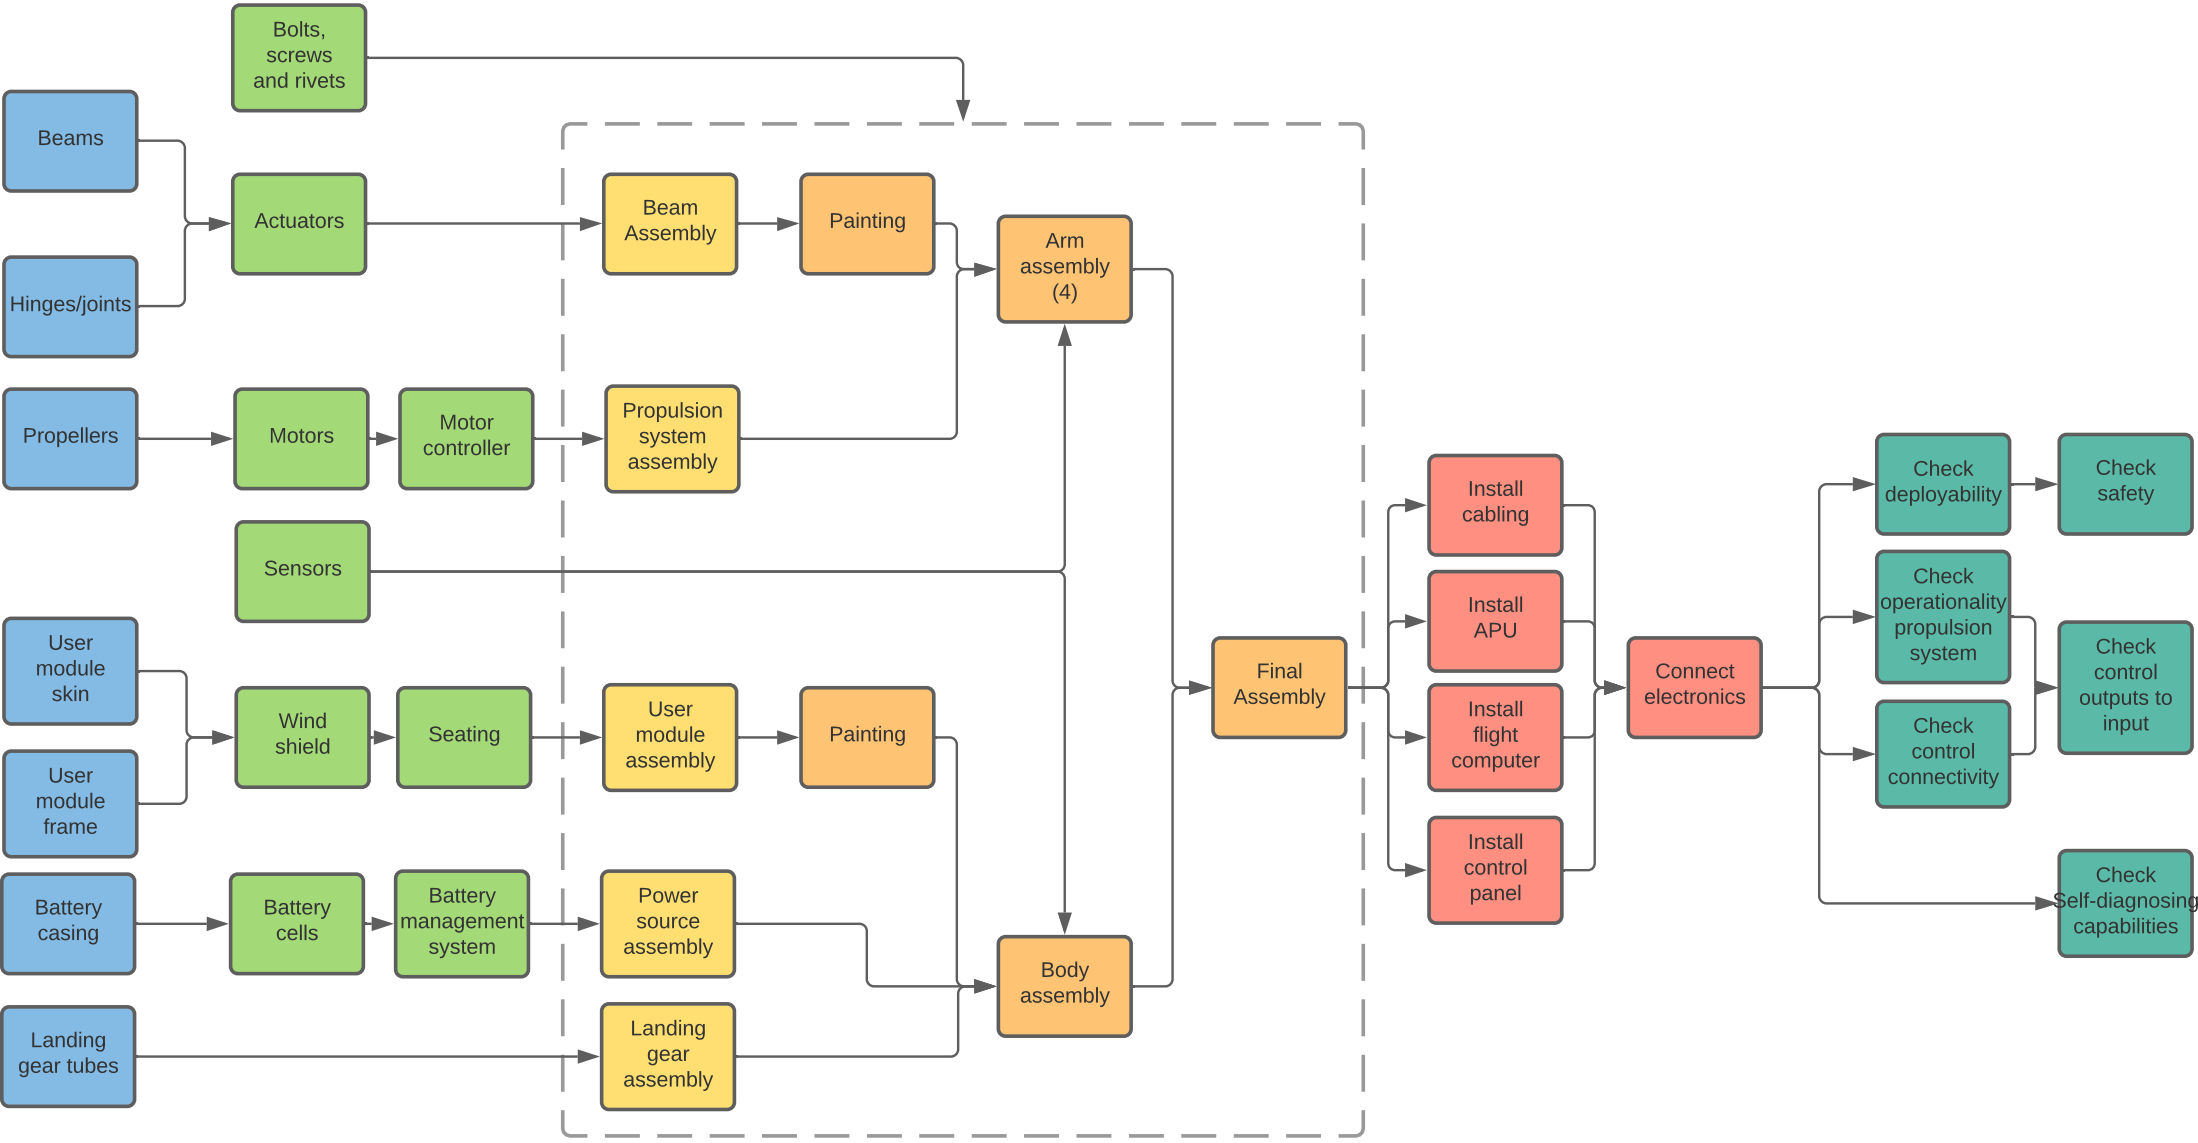 Bolts,
screws
and rivets
Beams
Actuators
Hinges/joints
Beam
Assembly
Painting
Arm
assembly
(4)
Propellers
Motors
Motor
controller
Propulsion
system
assembly
Sensors
User
module
skin
User
module
frame
Wind
shield
Seating
User
module
assembly
Painting
Battery
casing
Battery
cells
Battery
management
system
Power
source
assembly
Landing
gear tubes
Landing
gear
assembly
Body
assembly
Final
Assembly
Install
cabling
Install
APU
Install
flight
computer
Install
control
panel
Connect
electronics
Check
deployability
Check
safety
Check
operationality
propulsion
system
Check
control
connectivity
Check
control
outputs to
input
Check
Self-diagnosing
capabilities